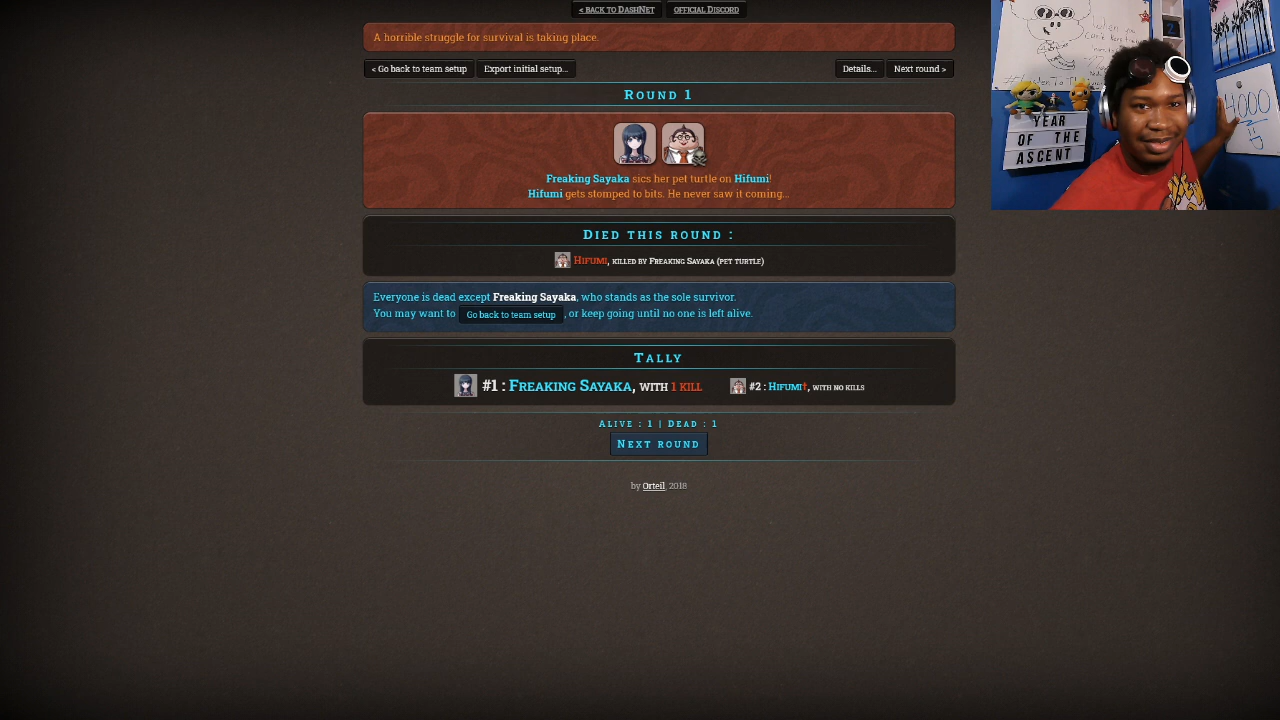 < BACK TO DASHNET OFFICIAL DISCORD
A horrible struggle for survival is taking place.
< Go back to team setup Export initial setup... Details... Next round >
ROUND 1
Freaking Sayaka sics her pet turtle on Hifumi!
Hifumi gets stomped to bits. He never saw it coming...
DIED THIS ROUND :
HIFUMI, KILLED BY FREAKING SAYAKA (PET TURTLE)
Everyone is dead except Freaking Sayaka, who stands as the sole survivor.
You may want to Go back to team setup, or keep going until no one is left alive.
TALLY
#1 : FREAKING SAYAKA, WITH 1 KILL #2 : HIFUMI†, WITH NO KILLS
ALIVE : 1 | DEAD : 1
NEXT ROUND
by Orteil, 2018
YEAR
OF THE
ASCENT
4000